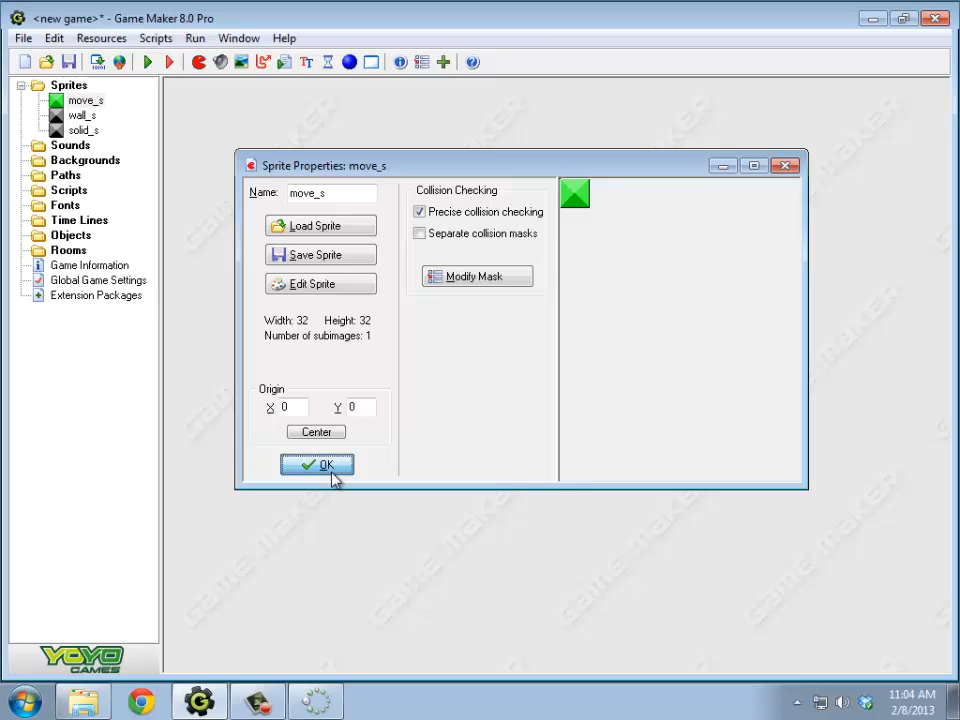 <new game>* - Game Maker 8.0 Pro
File Edit Resources Scripts Run Window Help
Sprites
move_s
wall_s
solid_s
Sounds
Backgrounds
Paths
Scripts
Fonts
Time Lines
Objects
Rooms
Game Information
Global Game Settings
Extension Packages
Sprite Properties: move_s
Name: move_s
Load Sprite
Save Sprite
Edit Sprite
Width: 32 Height: 32
Number of subimages: 1
Origin
X 0 Y 0
Center
OK
Collision Checking
Precise collision checking
Separate collision masks
Modify Mask
YOYO
GAMES
11:04 AM
2/8/2013